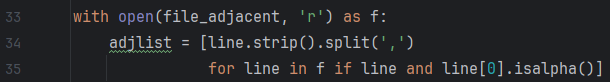 33 with open(file_adjacent, 'r') as f:
34 adjlist = [line.strip().split(',')
35 for line in f if line and line[0].isalpha()]